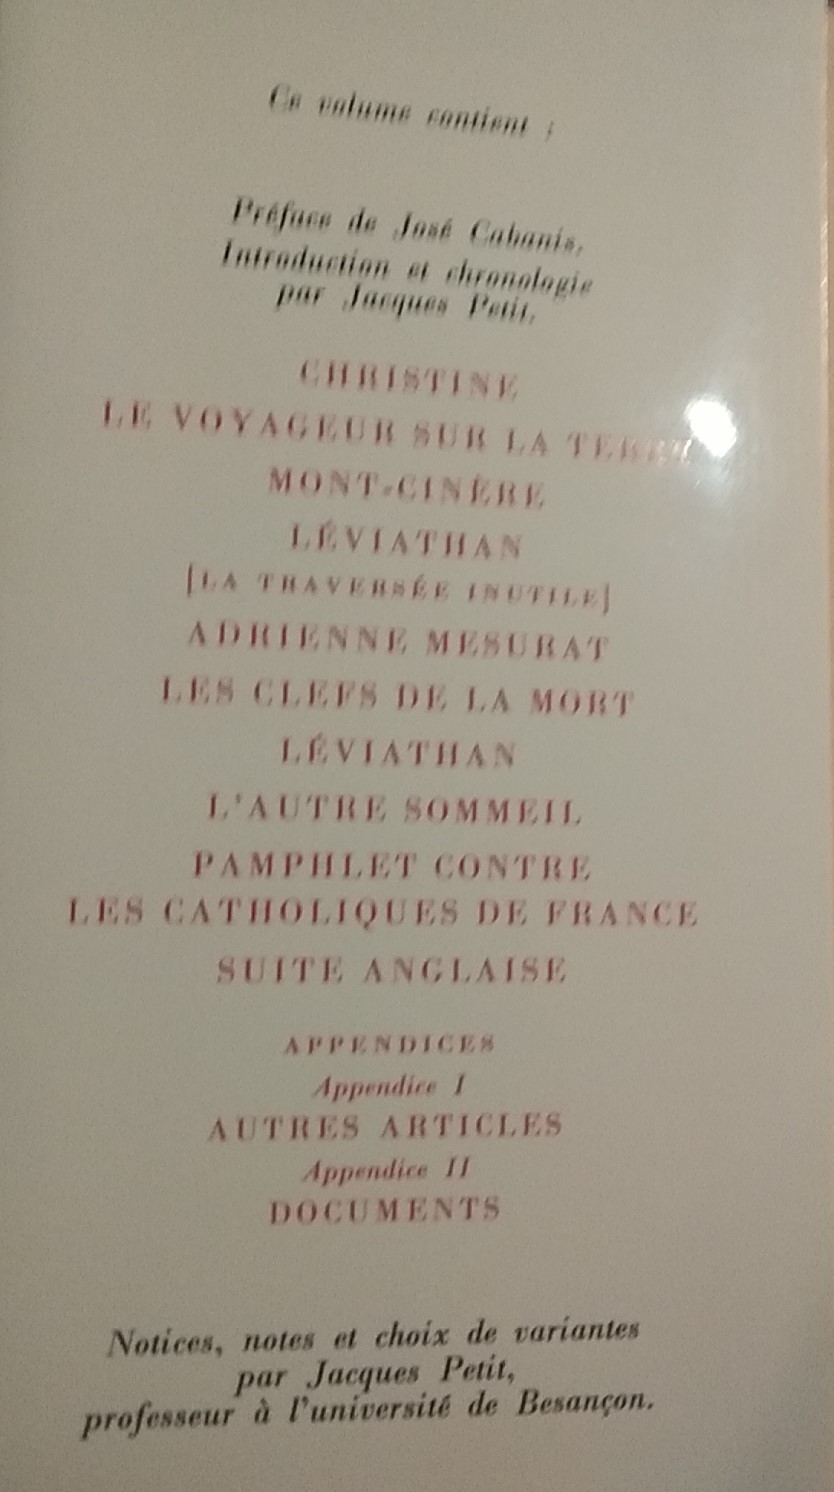 Ce volume contient :
Préface de José Cabanis.
Introduction et chronologie
par Jacques Petit.
CHRISTINE
LE VOYAGEUR SUR LA TERRE
MONT-CINÈRE
LÉVIATHAN
[LA TRAVERSÉE INUTILE]
ADRIENNE MESURAT
LES CLEFS DE LA MORT
LÉVIATHAN
L'AUTRE SOMMEIL
PAMPHLET CONTRE
LES CATHOLIQUES DE FRANCE
SUITE ANGLAISE
APPENDICES
Appendice I
AUTRES ARTICLES
Appendice II
DOCUMENTS
Notices, notes et choix de variantes
par Jacques Petit,
professeur à l'université de Besançon.